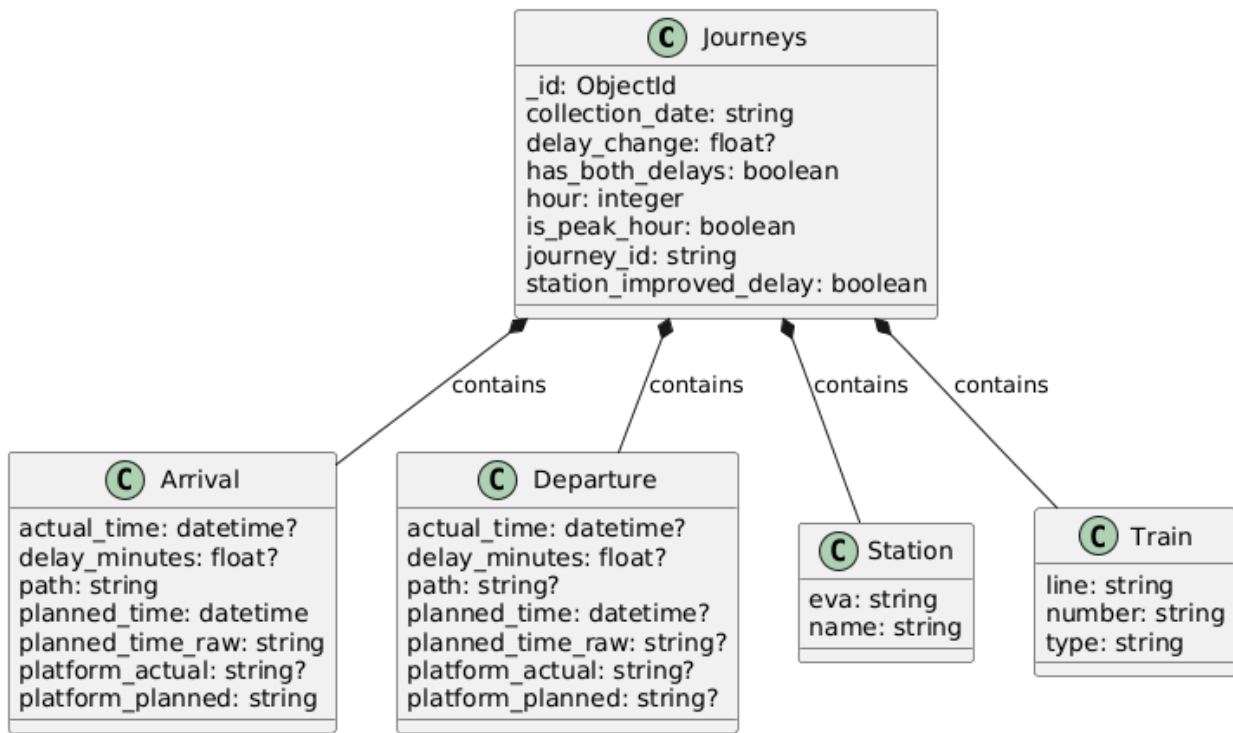 C Journeys
_id: ObjectId
collection_date: string
delay_change: float?
has_both_delays: boolean
hour: integer
is_peak_hour: boolean
journey_id: string
station_improved_delay: boolean
contains
contains
contains
contains
C Arrival
actual_time: datetime?
delay_minutes: float?
path: string
planned_time: datetime
planned_time_raw: string
platform_actual: string?
platform_planned: string
C Departure
actual_time: datetime?
delay_minutes: float?
path: string?
planned_time: datetime?
planned_time_raw: string?
platform_actual: string?
platform_planned: string?
C Station
eva: string
name: string
C Train
line: string
number: string
type: string